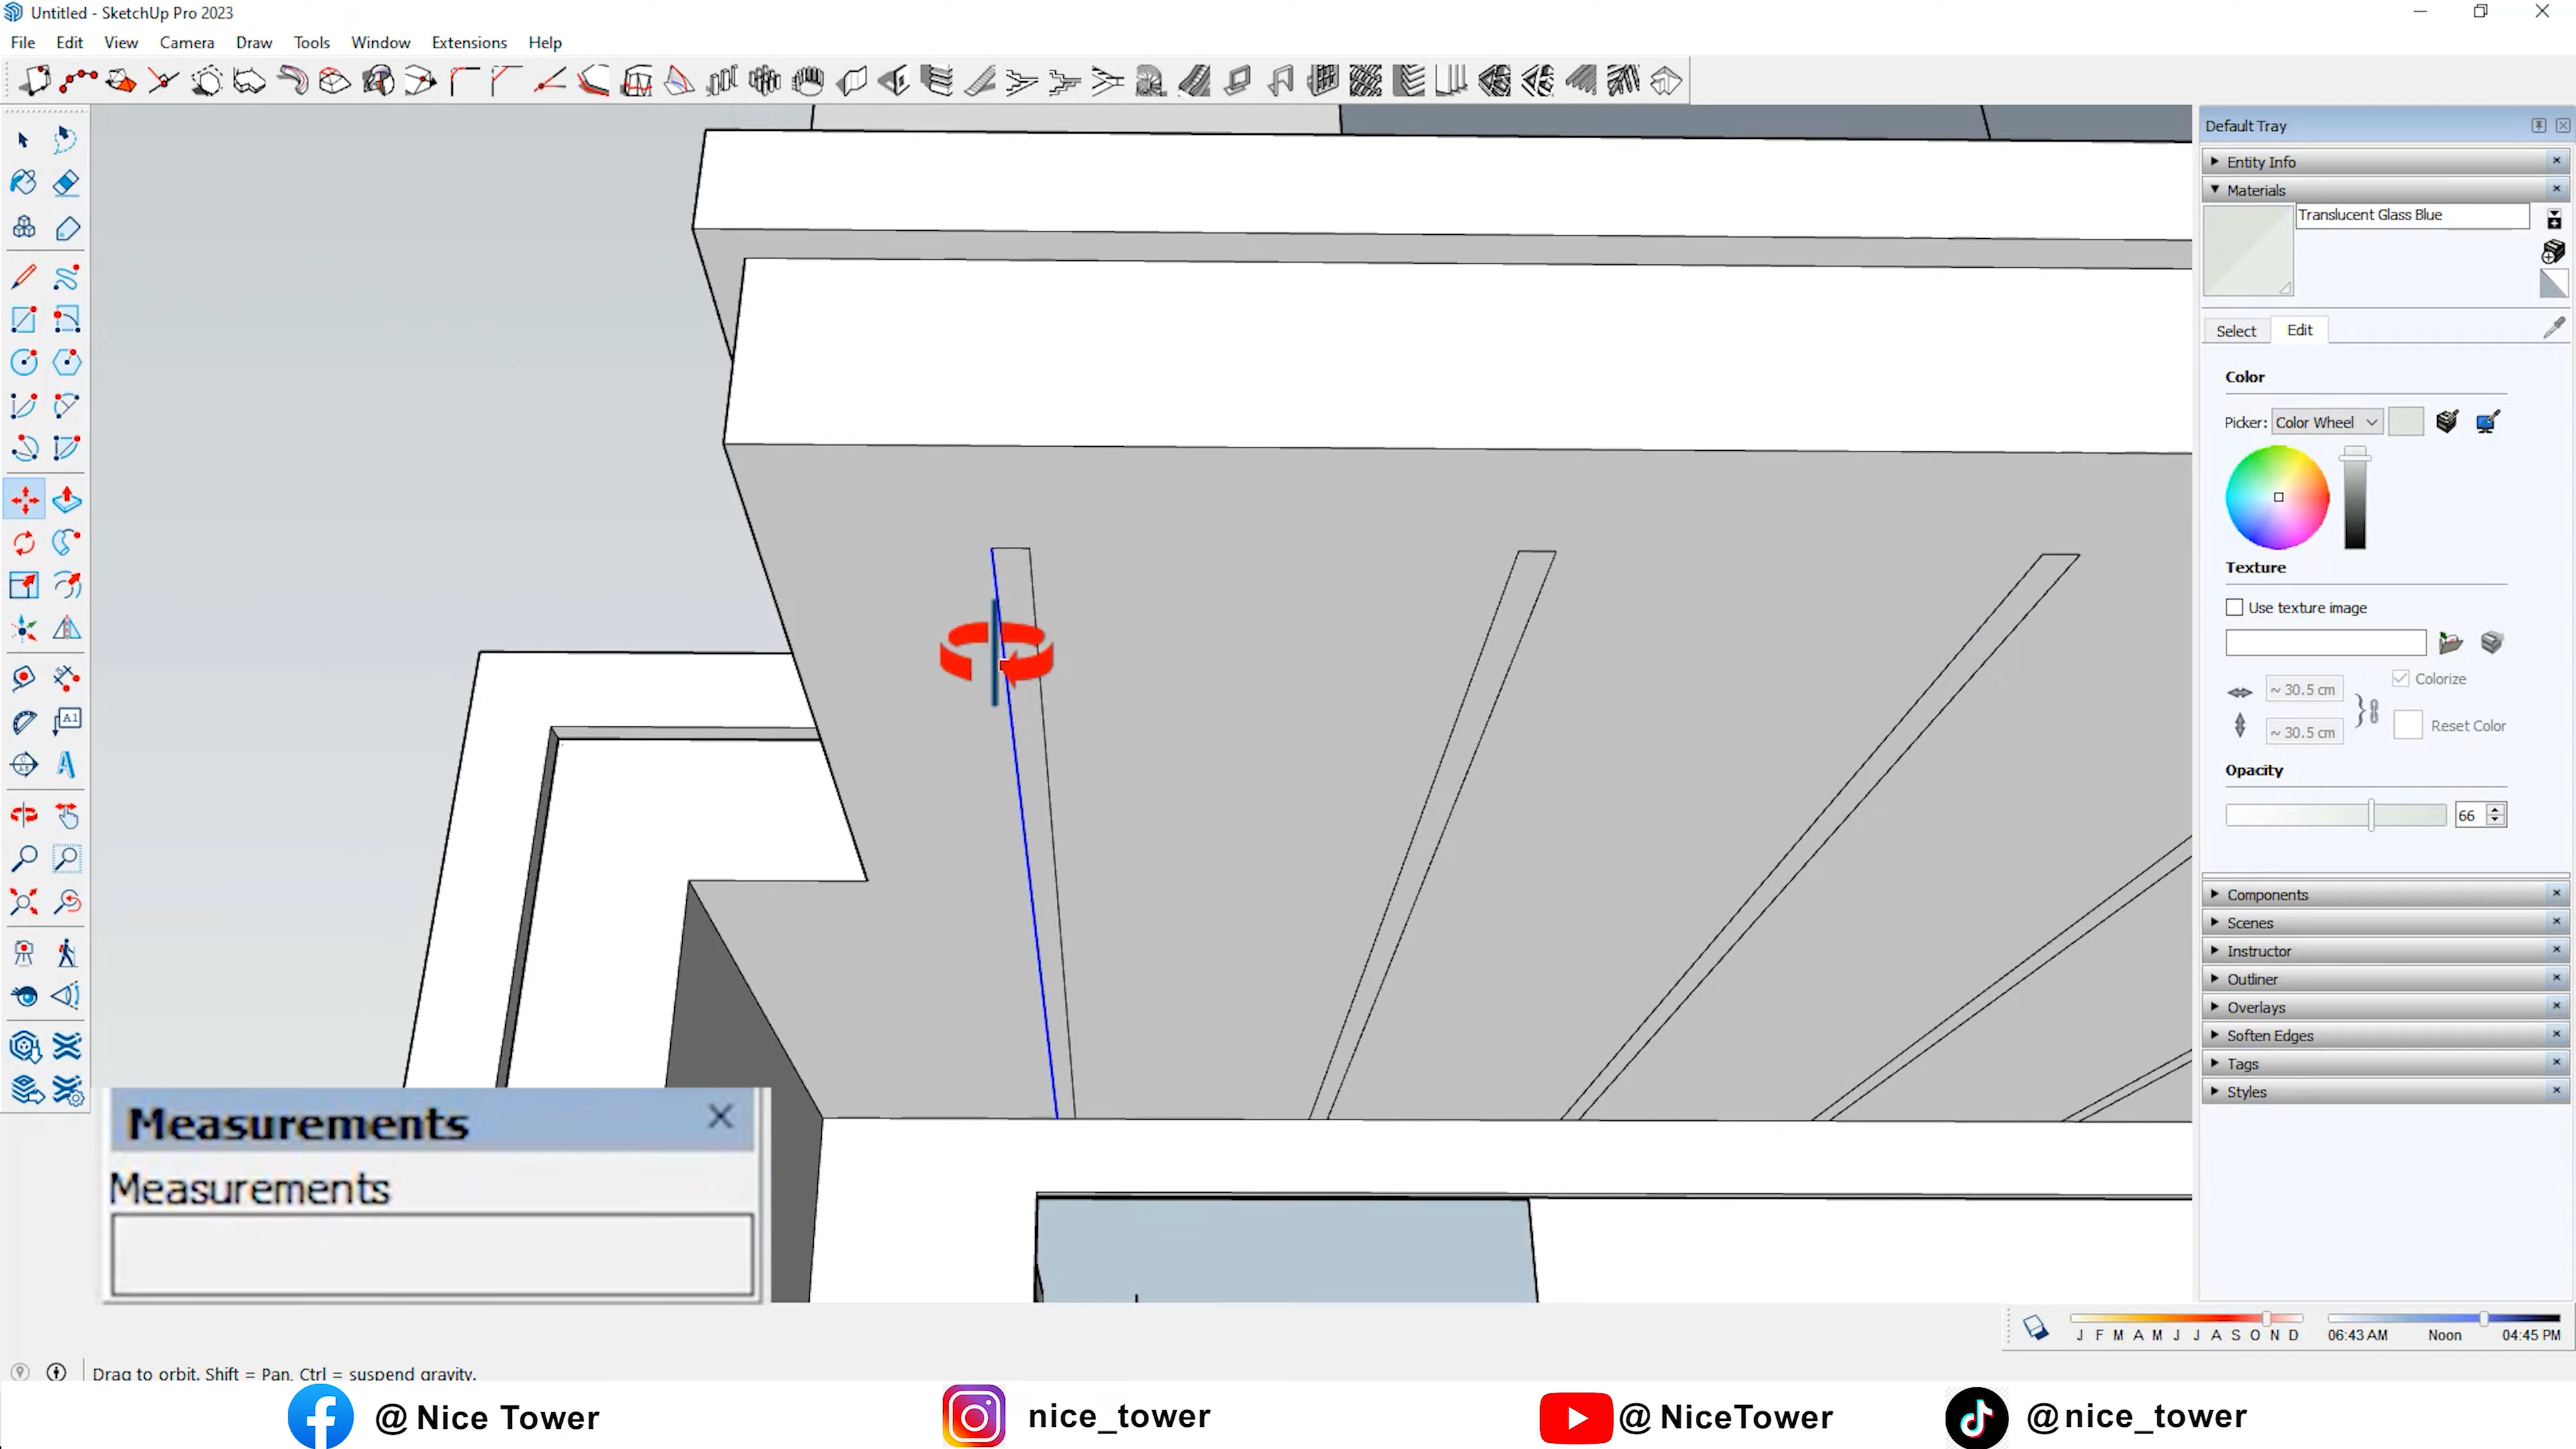 Untitled - SketchUp Pro 2023
File Edit View Camera Draw Tools Window Extensions Help
Default Tray
Entity Info
Materials
Translucent Glass Blue
Select Edit
Color
Picker: Color Wheel
Texture
Use texture image
~ 30.5 cm
Colorize
~ 30.5 cm
Reset Color
Opacity
66
Components
Scenes
Instructor
Outliner
Overlays
Soften Edges
Tags
Styles
A1
A
Measurements
Measurements
J F M A M J J A S O N D 06:43 AM Noon 04:45 PM
Drag to orbit. Shift = Pan, Ctrl = suspend gravity.
@ Nice Tower nice_tower @ NiceTower @nice_tower